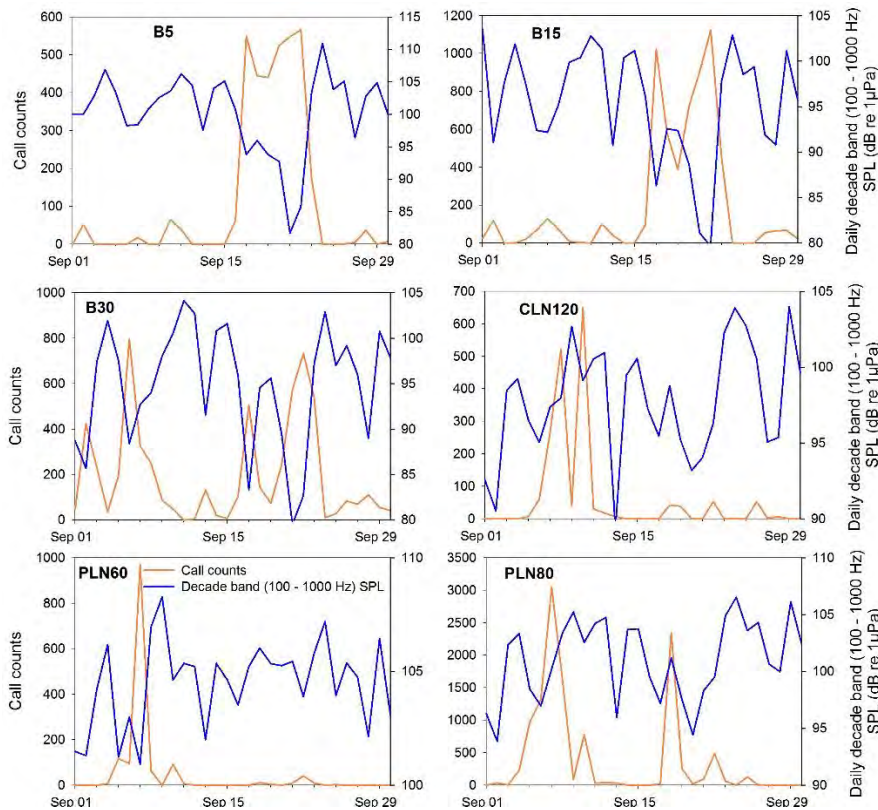 B5
600
500
400
300
200
100
0
Call counts
115
110
105
100
95
90
85
80
Sep 01
Sep 15
Sep 29
B15
1200
1000
800
600
400
200
0
103
100
95
90
85
80
Daily decade band (100 - 1000 Hz)
SPL (dB re 1µPa)
Sep 01
Sep 15
Sep 29
B30
1000
800
600
400
200
0
Call counts
105
100
95
90
85
80
Sep 01
Sep 15
Sep 29
CLN120
700
600
500
400
300
200
100
0
104
100
95
90
Daily decade band (100 - 1000 Hz)
SPL (dB re 1uPa)
Sep 01
Sep 15
Sep 29
PLN60
Call counts
Decade band (100 - 1000 Hz) SPL
1000
800
600
400
200
0
Call counts
110
105
100
Sep 01
Sep 15
Sep 29
PLN80
3500
3000
2500
2000
1500
1000
500
0
110
105
100
95
90
Daily decade band (100 - 1000 Hz)
SPL (dB re 1µPa)
Sep 01
Sep 15
Sep 29